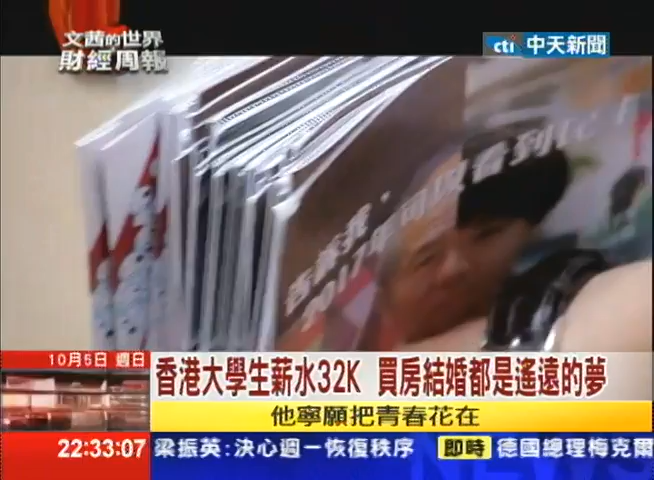 文茜的世界
財經周報
cti 中天新聞
2017年可以看到
10月5日 週日
香港大學生薪水32K 買房結婚都是遙遠的夢
他寧願把青春花在
22:33:07
梁振英:決心週一恢復秩序 即時 德國總理梅克爾